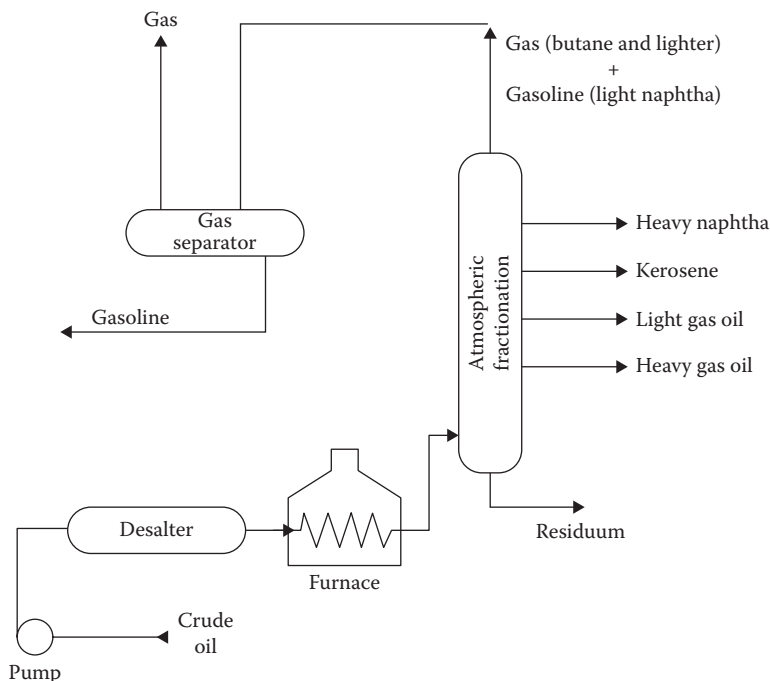 Gas
Gas (butane and lighter)
+
Gasoline (light naphtha)
Gas
separator
Gasoline
Atmospheric
fractionation
Heavy naphtha
Kerosene
Light gas oil
Heavy gas oil
Residuum
Desalter
Furnace
Crude
oil
Pump